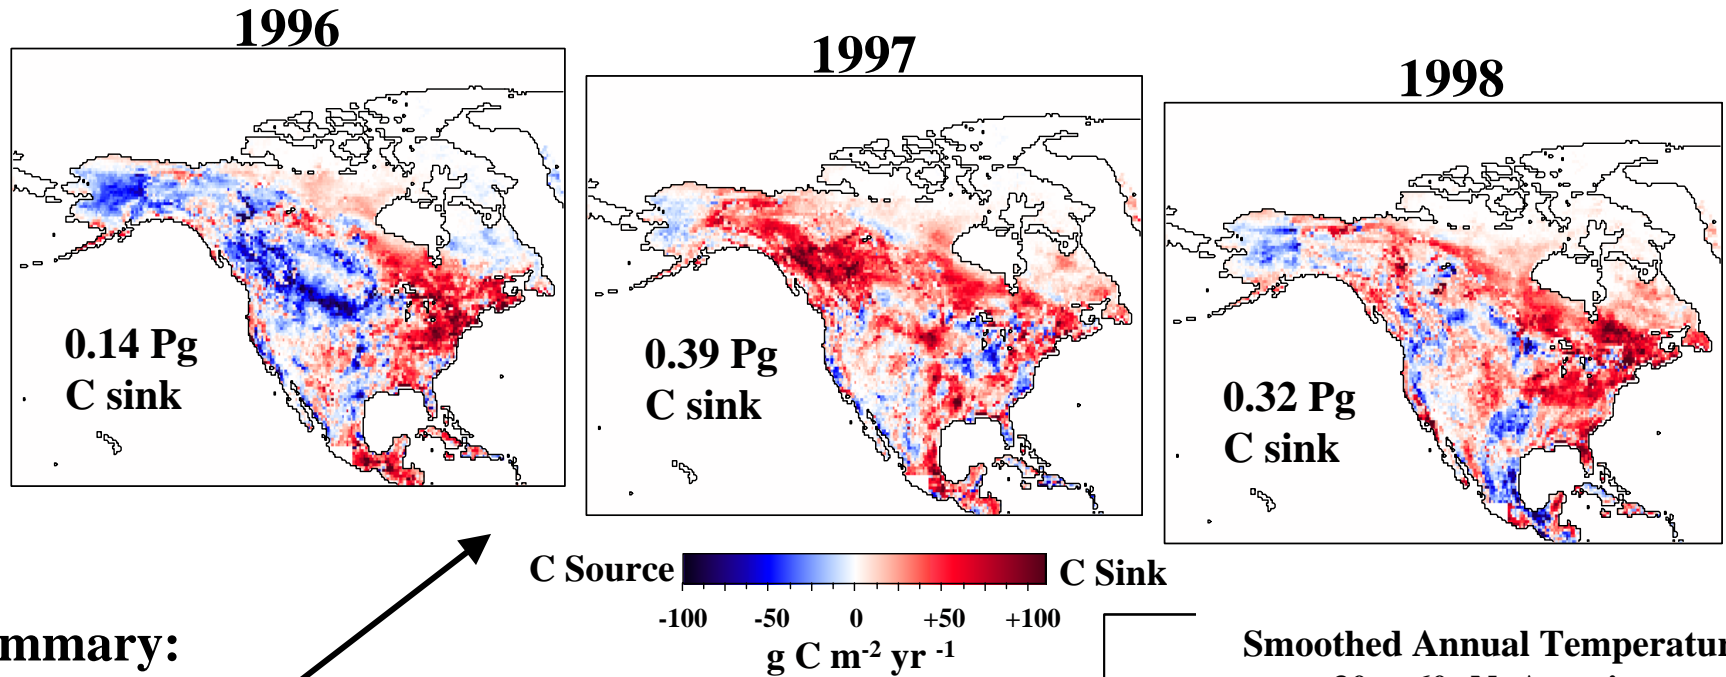 1996
1997
1998
0.14 Pg
C sink
0.39 Pg
C sink
0.32 Pg
C sink
C Source
C Sink
-100 -50 0 +50 +100
g C m-2 yr -1
mmary:
Smoothed Annual Temperatu